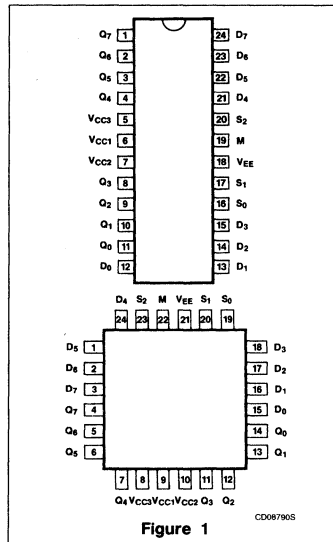 Q7 1 24 D7
Q6 2 23 D6
Q5 3 22 D5
Q4 4 21 D4
VCC3 5 20 S2
VCC1 6 19 M
VCC2 7 18 VEE
Q3 8 17 S1
Q2 9 16 S0
Q1 10 15 D3
Q0 11 14 D2
D0 12 13 D1
D4 S2 M VEE S1 S0
24 23 22 21 20 19
D5 1 18 D3
D6 2 17 D2
D7 3 16 D1
Q7 4 15 D0
Q6 5 14 Q0
Q5 6 13 Q1
7 8 9 10 11 12
Q4 VCC3 VCC1 VCC2 Q3 Q2
CD08790S
Figure 1